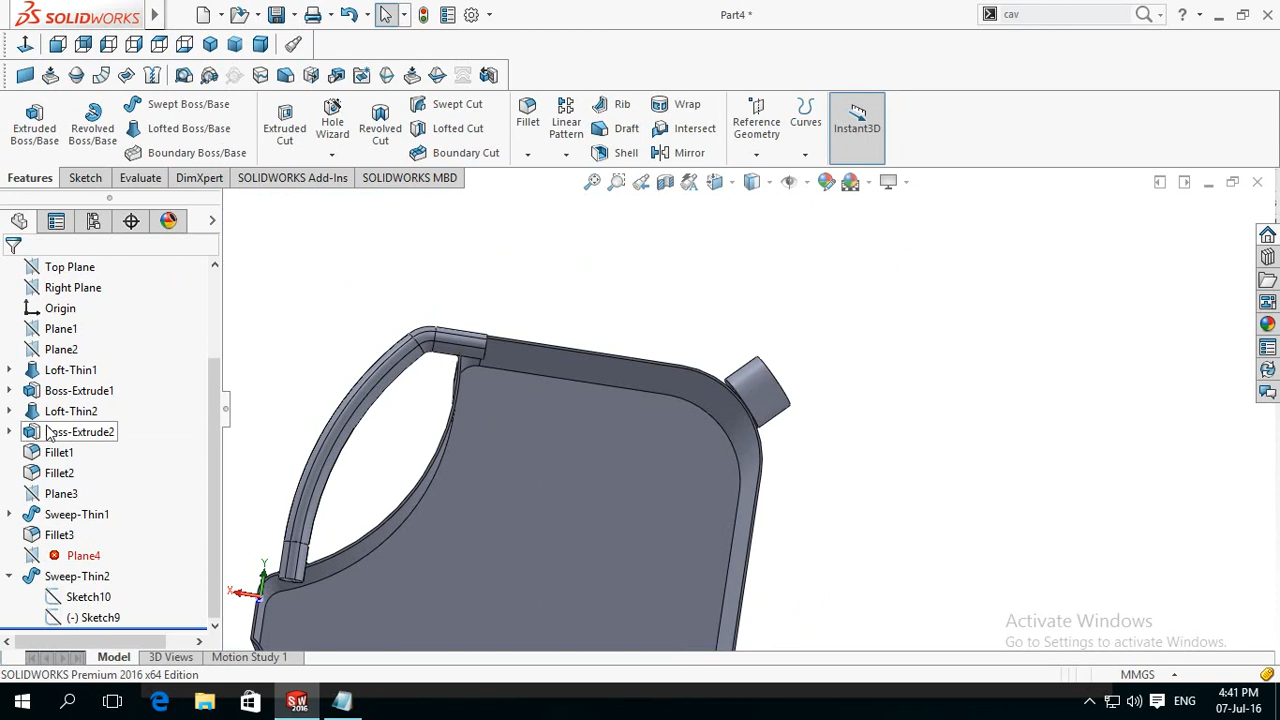 SOLIDWORKS
Part4 *
cav
Extruded Boss/Base
Revolved Boss/Base
Swept Boss/Base
Lofted Boss/Base
Boundary Boss/Base
Extruded Cut
Hole Wizard
Revolved Cut
Swept Cut
Lofted Cut
Boundary Cut
Fillet
Linear Pattern
Rib
Draft
Shell
Wrap
Intersect
Mirror
Reference Geometry
Curves
Instant3D
Features
Sketch
Evaluate
DimXpert
SOLIDWORKS Add-Ins
SOLIDWORKS MBD
Top Plane
Right Plane
Origin
Plane1
Plane2
Loft-Thin1
Boss-Extrude1
Loft-Thin2
oss-Extrude2
Fillet1
Fillet2
Plane3
Sweep-Thin1
Fillet3
Plane4
Sweep-Thin2
Sketch10
(-) Sketch9
Y
X
Activate Windows
Go to Settings to activate Windows.
Model
3D Views
Motion Study 1
SOLIDWORKS Premium 2016 x64 Edition
MMGS
SW
2016
ENG
4:41 PM
07-Jul-16